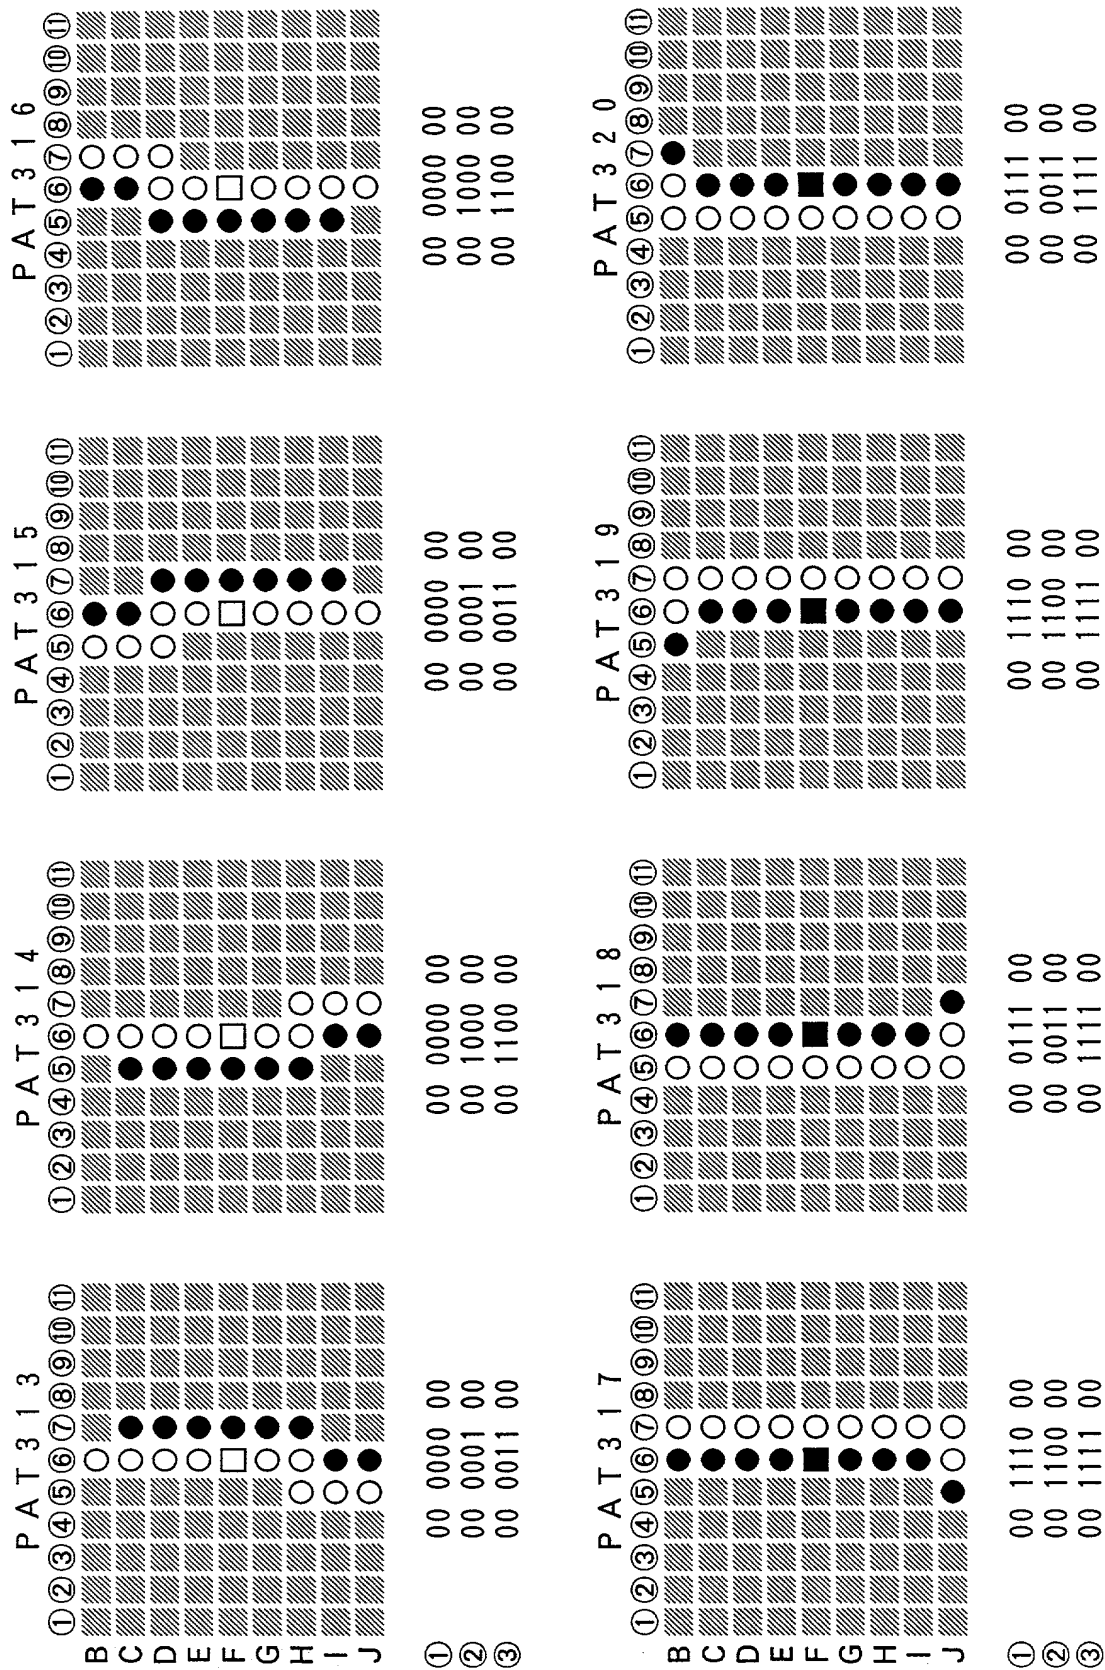 PAT313 PAT314 PAT315 PAT316
①②③④⑤⑥⑦⑧⑨⑩⑪ ①②③④⑤⑥⑦⑧⑨⑩⑪ ①②③④⑤⑥⑦⑧⑨⑩⑪ ①②③④⑤⑥⑦⑧⑨⑩⑪
B
C
D
E
F
G
H
I
J
① 00 0000 00 00 0000 00 00 0000 00 00 0000 00
② 00 0001 00 00 1000 00 00 0001 00 00 1000 00
③ 00 0011 00 00 1100 00 00 0011 00 00 1100 00
PAT317 PAT318 PAT319 PAT320
①②③④⑤⑥⑦⑧⑨⑩⑪ ①②③④⑤⑥⑦⑧⑨⑩⑪ ①②③④⑤⑥⑦⑧⑨⑩⑪ ①②③④⑤⑥⑦⑧⑨⑩⑪
B
C
D
E
F
G
H
I
J
① 00 1110 00 00 0111 00 00 1110 00 00 0111 00
② 00 1100 00 00 0011 00 00 1100 00 00 0011 00
③ 00 1111 00 00 1111 00 00 1111 00 00 1111 00